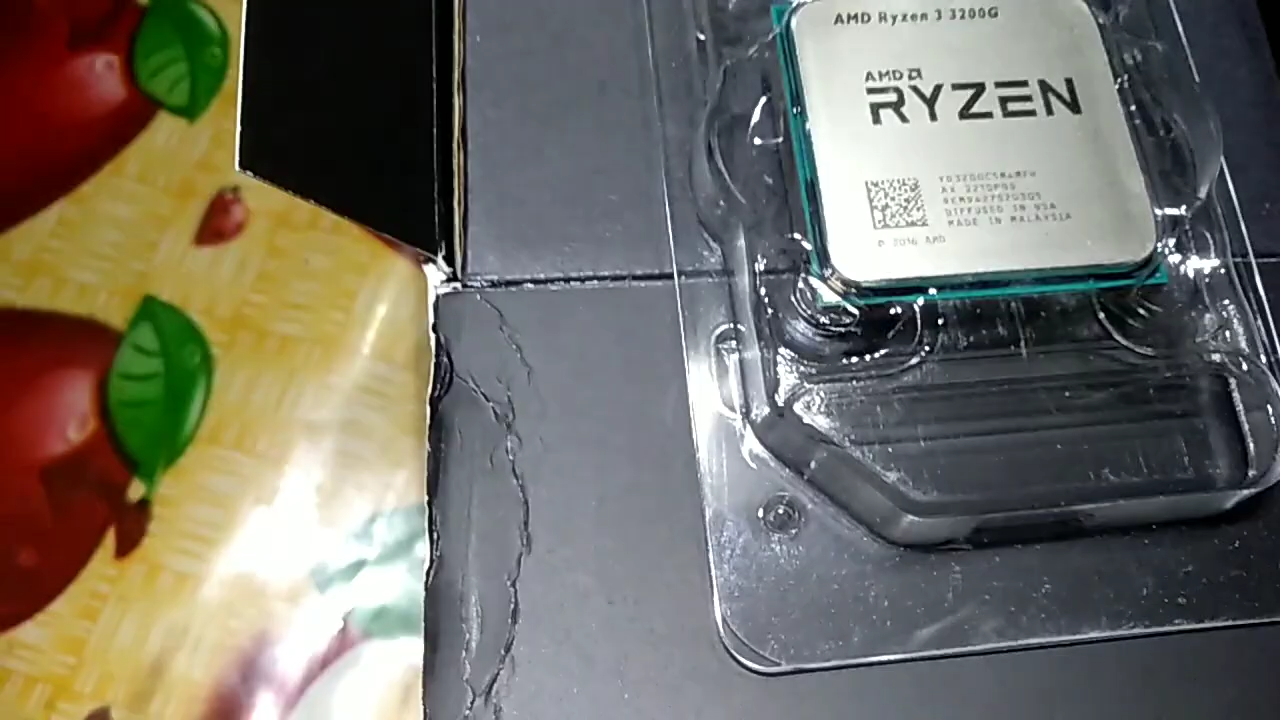 AMD Ryzen 3 3200G
AMD
RYZEN
DIFFUSED IN USA
MADE IN MALAYSIA
© 2016 AMD